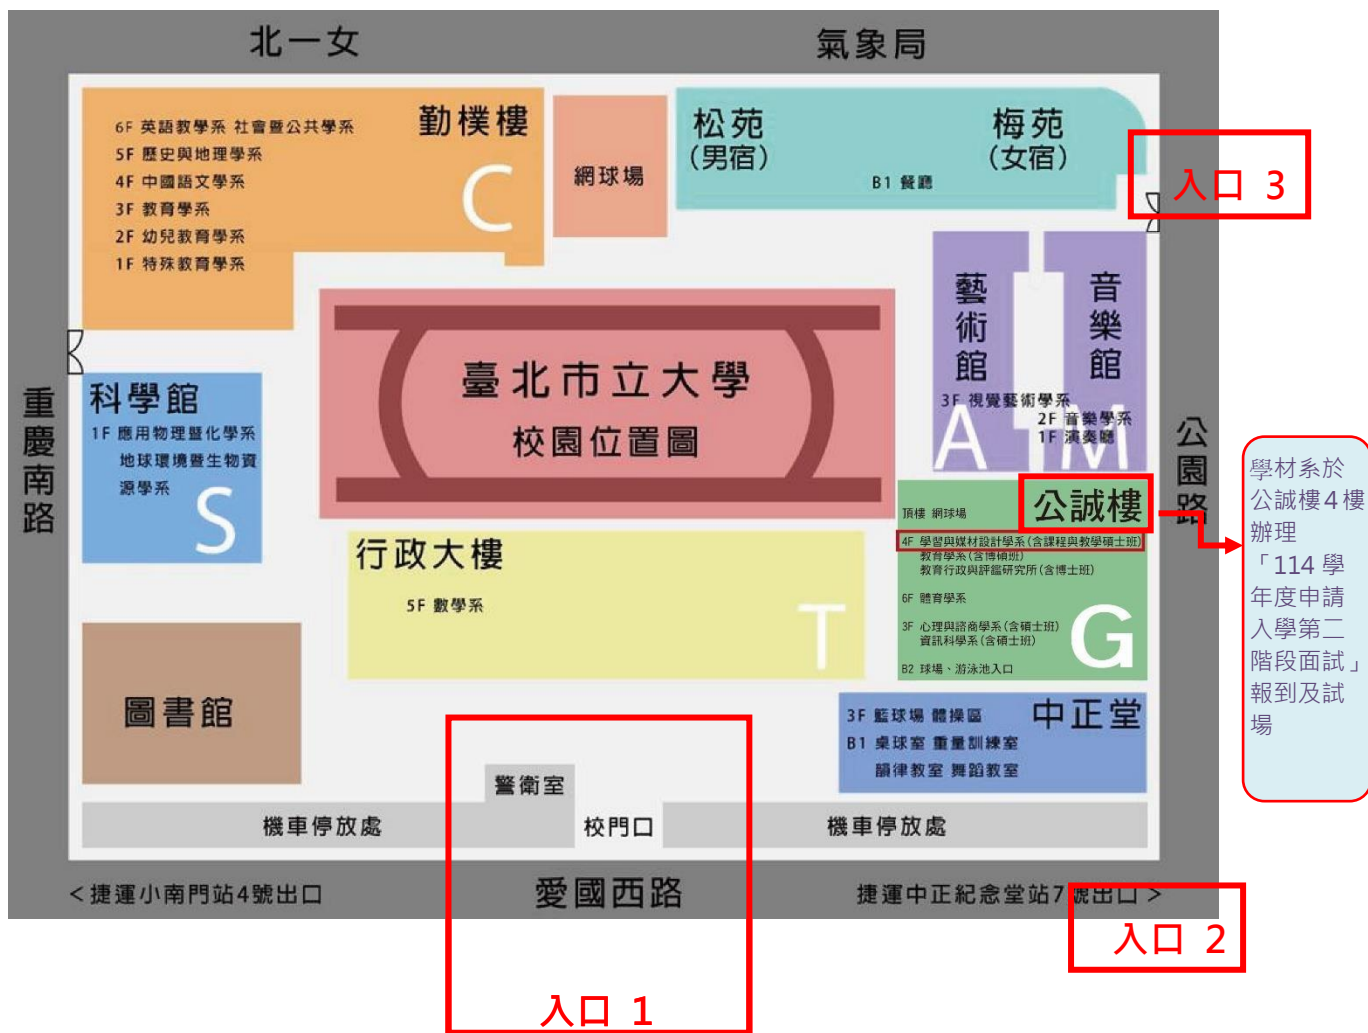 北一女
氣象局
勤樸樓
6F 英語教學系 社會暨公共學系
5F 歷史與地理學系
4F 中國語文學系
3F 教育學系
2F 幼兒教育學系
1F 特殊教育學系
C
網球場
松苑
(男宿)
梅苑
(女宿)
B1 餐廳
入口 3
藝術館
3F 視覺藝術學系
A
音樂館
2F 音樂學系
1F 演奏廳
M
臺北市立大學
校園位置圖
重慶南路
科學館
1F 應用物理暨化學系
地球環境暨生物資
源學系
S
公園路
公誠樓
頂樓 網球場
4F 學習與媒材設計學系(含課程與教學碩士班)
教育學系(含博碩班)
教育行政與評鑑研究所(含博士班)
6F 體育學系
3F 心理與諮商學系(含碩士班)
資訊科學系(含碩士班)
B2 球場、游泳池入口
G
學材系於
公誠樓4樓
辦理
「114 學
年度申請
入學第二
階段面試」
報到及試
場
行政大樓
5F 數學系
T
圖書館
中正堂
3F 籃球場 體操區
B1 桌球室 重量訓練室
韻律教室 舞蹈教室
警衛室
機車停放處
校門口
機車停放處
<捷運小南門站4號出口
愛國西路
捷運中正紀念堂站7號出口>
入口 2
入口 1